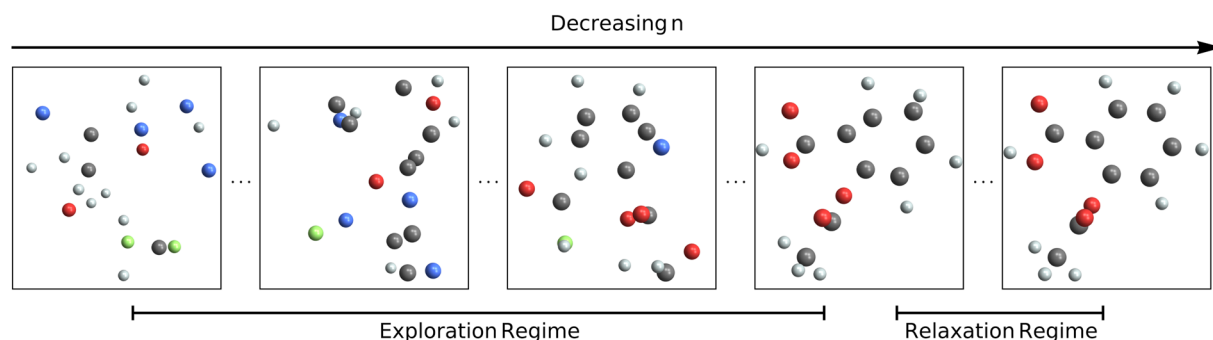 Decreasing n
... ... ... ...
Exploration Regime
Relaxation Regime